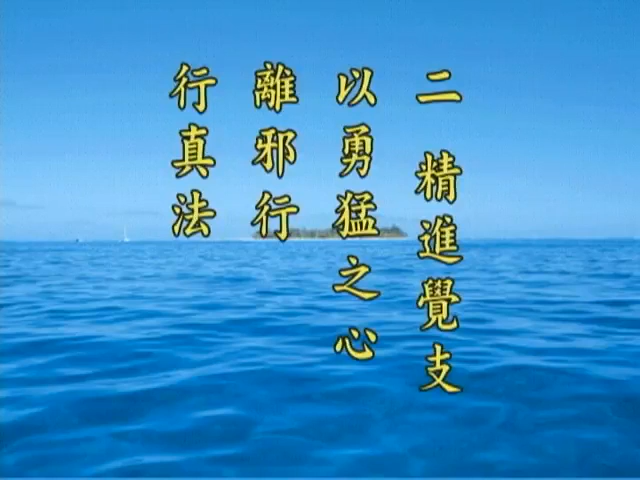 二 精進覺支
以勇猛之心
離邪行
行真法